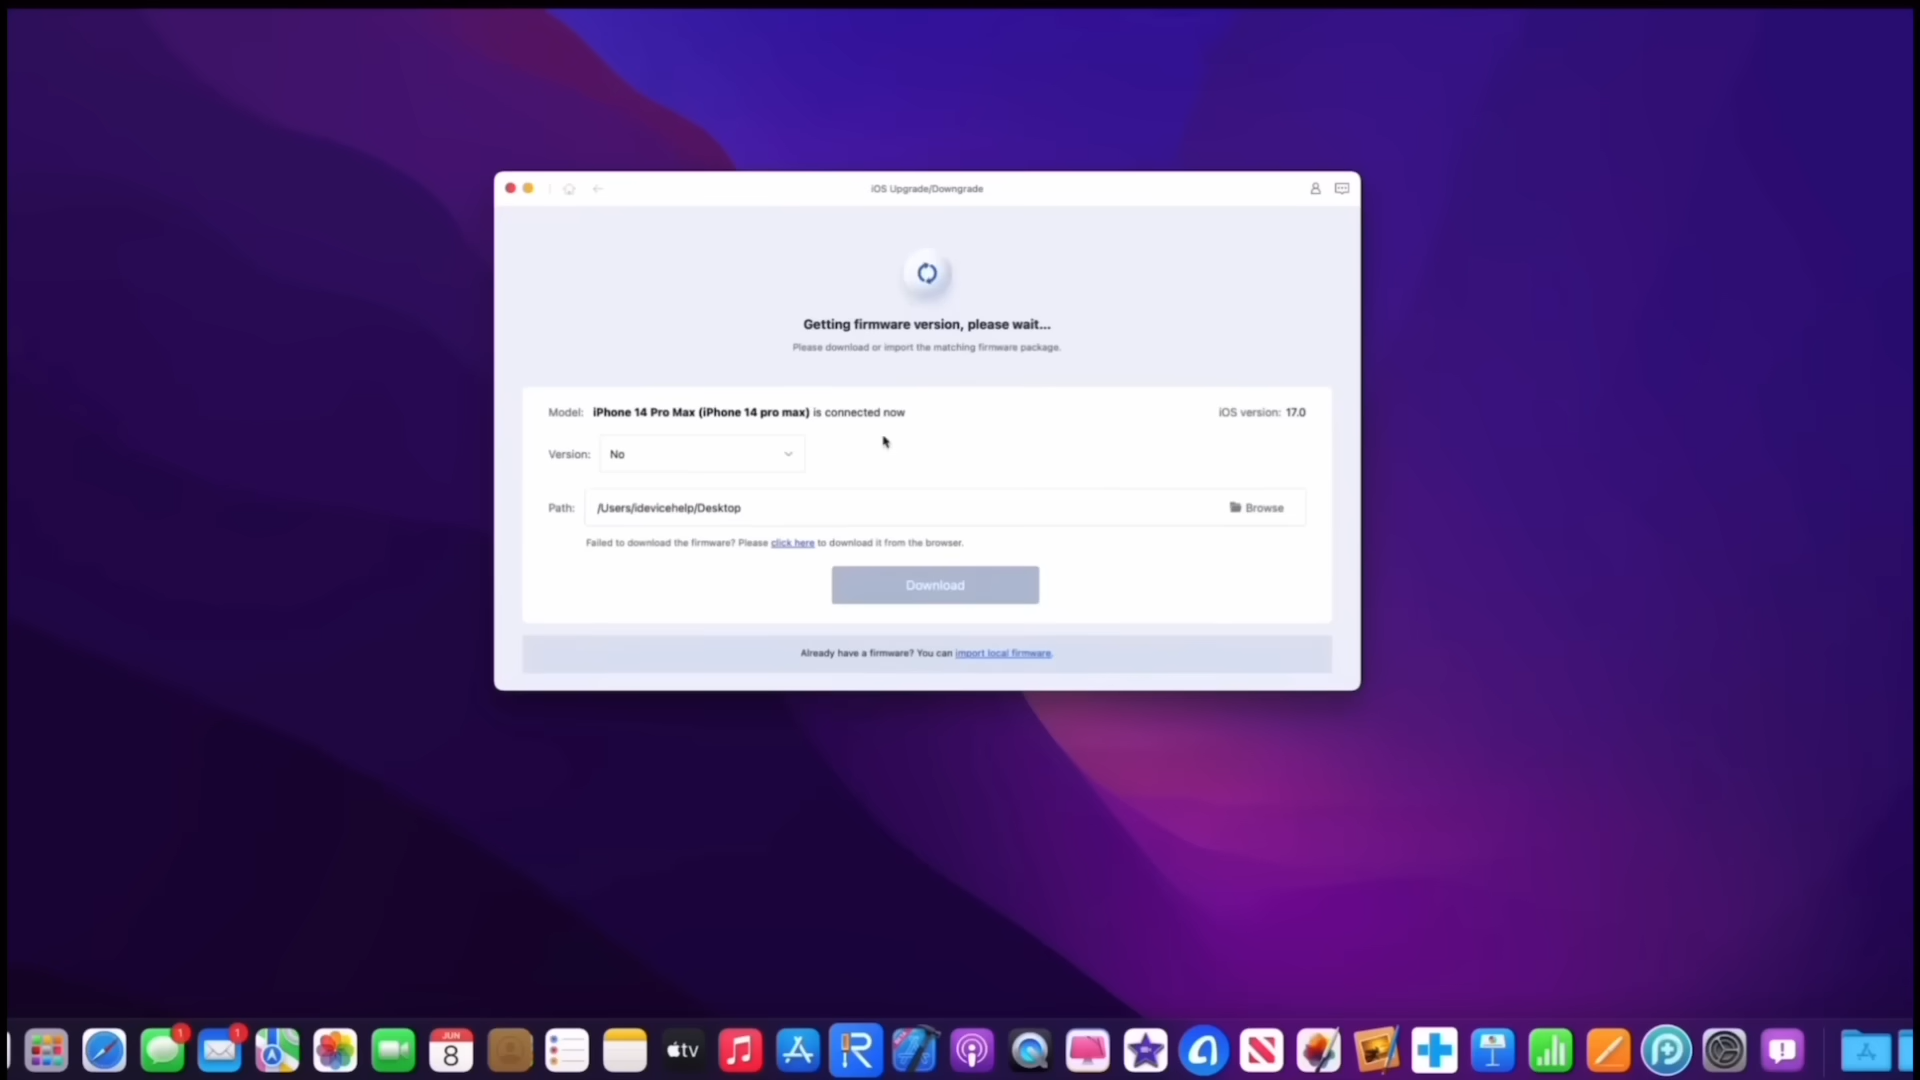 iOS Upgrade/Downgrade
Getting firmware version, please wait...
Please download or import the matching firmware package.
Model: iPhone 14 Pro Max (iPhone 14 pro max) is connected now
iOS version: 17.0
Version: No
Path: /Users/idevicehelp/Desktop
Browse
Failed to download the firmware? Please click here to download it from the browser.
Download
Already have a firmware? You can import local firmware.
1
1
JUN
8
tv
R